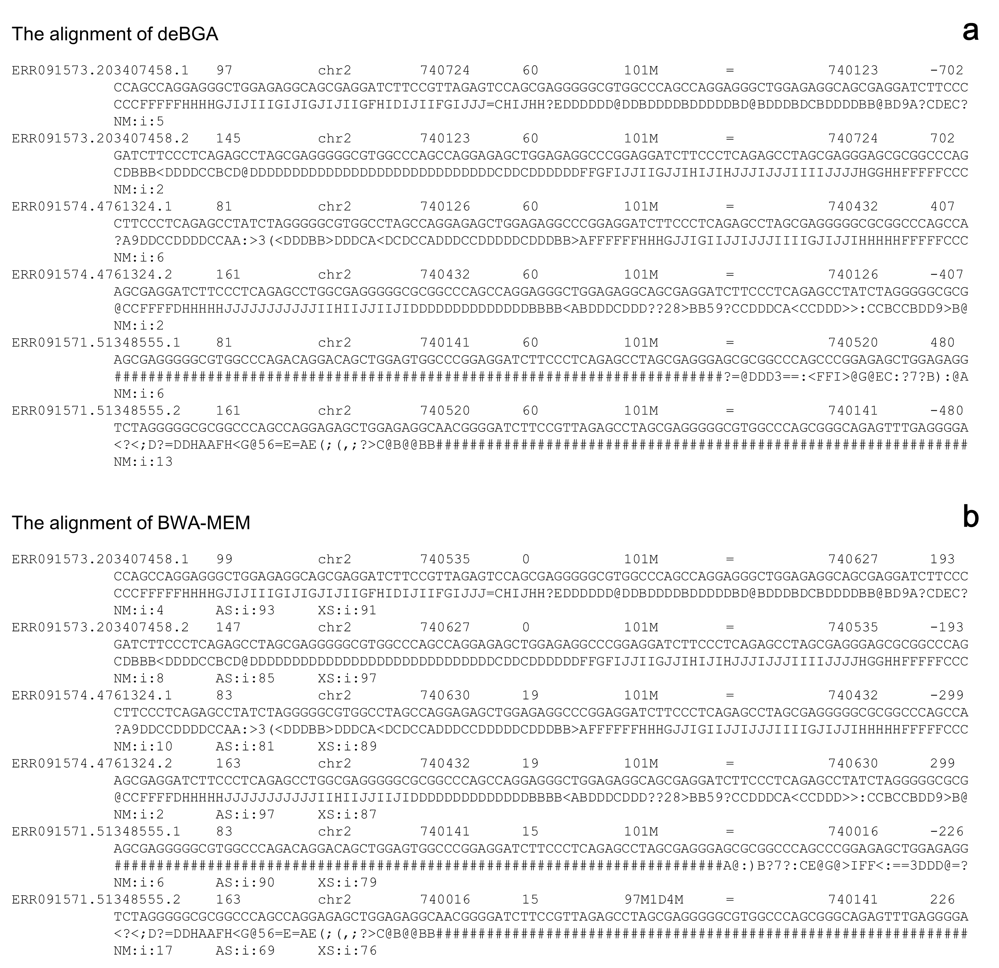 The alignment of deBGA
a
ERR091573.203407458.1 97 chr2 740724 60 101M = 740123 -702
CCAGCCAGGAGGGCTGGAGAGGCAGCGAGGATCTTCCGTTAGAGTCCAGCGAGGGGGCGTGGCCCAGCCAGGAGGGCTGGAGAGGCAGCGAGGATCTTCCC
CCCFFFFFHHHHGJIJIIIGIJIGJIJIIGFHIDIJIIFGIJJJ=CHIJHH?EDDDDDD@DDBDDDDBDDDDDBD@BDDDBDCBDDDDBB@BD9A?CDEC?
NM:i:5
ERR091573.203407458.2 145 chr2 740123 60 101M = 740724 702
GATCTTCCCTCAGAGCCTAGCGAGGGGGCGTGGCCCAGCCAGGAGAGCTGGAGAGGCCCGGAGGATCTTCCCTCAGAGCCTAGCGAGGGAGCGCGGCCCAG
CDBBB<DDDDCCBCD@DDDDDDDDDDDDDDDDDDDDDDDDDDDDDCDDCDDDDDDFFGFIJJIIGJJIHIJIHJJJIJJJIIIIJJJJHGGHHFFFFFCCC
NM:i:2
ERR091574.4761324.1 81 chr2 740126 60 101M = 740432 407
CTTCCCTCAGAGCCTATCTAGGGGGCGTGGCCTAGCCAGGAGAGCTGGAGAGGCCCGGAGGATCTTCCCTCAGAGCCTAGCGAGGGGGCGCGGCCCAGCCA
?A9DDCCDDDDCCAA:>3(<DDDBB>DDDCA<DCDCCADDDCCDDDDDCDDDBB>AFFFFFFHHHGJJIGIIJJIJJJIIIIGJIJJIHHHHHFFFFFCCC
NM:i:6
ERR091574.4761324.2 161 chr2 740432 60 101M = 740126 -407
AGCGAGGATCTTCCCTCAGAGCCTGGCGAGGGGGCGCGGCCCAGCCAGGAGGGCTGGAGAGGCAGCGAGGATCTTCCCTCAGAGCCTATCTAGGGGGCGCG
@CCFFFFDHHHHHJJJJJJJJJJJIIHIIJJIIJIDDDDDDDDDDDDDDBBBB<ABDDDCDDD??28>BB59?CCDDDCA<CCDDD>>:CCBCCBDD9>B@
NM:i:2
ERR091571.51348555.1 81 chr2 740141 60 101M = 740520 480
AGCGAGGGGGCGTGGCCCAGACAGGACAGCTGGAGTGGCCCGGAGGATCTTCCCTCAGAGCCTAGCGAGGGAGCGCGGCCCAGCCCGGAGAGCTGGAGAGG
########################################################################?=@DDD3==:<FFI>@G@EC:?7?B):@A
NM:i:6
ERR091571.51348555.2 161 chr2 740520 60 101M = 740141 -480
TCTAGGGGGCGCGGCCCAGCCAGGAGAGCTGGAGAGGCAACGGGGATCTTCCGTTAGAGCCTAGCGAGGGGGCGTGGCCCAGCGGGCAGAGTTTGAGGGGA
<?<;D?=DDHAAFH<G@56=E=AE(;(,;?>C@B@@BB###############################################################
NM:i:13
The alignment of BWA-MEM
b
ERR091573.203407458.1 99 chr2 740535 0 101M = 740627 193
CCAGCCAGGAGGGCTGGAGAGGCAGCGAGGATCTTCCGTTAGAGTCCAGCGAGGGGGCGTGGCCCAGCCAGGAGGGCTGGAGAGGCAGCGAGGATCTTCCC
CCCFFFFFHHHHGJIJIIIGIJIGJIJIIGFHIDIJIIFGIJJJ=CHIJHH?EDDDDDD@DDBDDDDBDDDDDBD@BDDDBDCBDDDDBB@BD9A?CDEC?
NM:i:4 AS:i:93 XS:i:91
ERR091573.203407458.2 147 chr2 740627 0 101M = 740535 -193
GATCTTCCCTCAGAGCCTAGCGAGGGGGCGTGGCCCAGCCAGGAGAGCTGGAGAGGCCCGGAGGATCTTCCCTCAGAGCCTAGCGAGGGAGCGCGGCCCAG
CDBBB<DDDDCCBCD@DDDDDDDDDDDDDDDDDDDDDDDDDDDDDCDDCDDDDDDFFGFIJJIIGJJIHIJIHJJJIJJJIIIIJJJJHGGHHFFFFFCCC
NM:i:8 AS:i:85 XS:i:97
ERR091574.4761324.1 83 chr2 740630 19 101M = 740432 -299
CTTCCCTCAGAGCCTATCTAGGGGGCGTGGCCTAGCCAGGAGAGCTGGAGAGGCCCGGAGGATCTTCCCTCAGAGCCTAGCGAGGGGGCGCGGCCCAGCCA
?A9DDCCDDDDCCAA:>3(<DDDBB>DDDCA<DCDCCADDDCCDDDDDCDDDBB>AFFFFFFHHHGJJIGIIJJIJJJIIIIGJIJJIHHHHHFFFFFCCC
NM:i:10 AS:i:81 XS:i:89
ERR091574.4761324.2 163 chr2 740432 19 101M = 740630 299
AGCGAGGATCTTCCCTCAGAGCCTGGCGAGGGGGCGCGGCCCAGCCAGGAGGGCTGGAGAGGCAGCGAGGATCTTCCCTCAGAGCCTATCTAGGGGGCGCG
@CCFFFFDHHHHHJJJJJJJJJJJIIHIIJJIIJIDDDDDDDDDDDDDDBBBB<ABDDDCDDD??28>BB59?CCDDDCA<CCDDD>>:CCBCCBDD9>B@
NM:i:2 AS:i:97 XS:i:87
ERR091571.51348555.1 83 chr2 740141 15 101M = 740016 -226
AGCGAGGGGGCGTGGCCCAGACAGGACAGCTGGAGTGGCCCGGAGGATCTTCCCTCAGAGCCTAGCGAGGGAGCGCGGCCCAGCCCGGAGAGCTGGAGAGG
########################################################################A@:)B?7?:CE@G@>IFF<:==3DDD@=?
NM:i:6 AS:i:90 XS:i:79
ERR091571.51348555.2 163 chr2 740016 15 97M1D4M = 740141 226
TCTAGGGGGCGCGGCCCAGCCAGGAGAGCTGGAGAGGCAACGGGGATCTTCCGTTAGAGCCTAGCGAGGGGGCGTGGCCCAGCGGGCAGAGTTTGAGGGGA
<?<;D?=DDHAAFH<G@56=E=AE(;(,;?>C@B@@BB###############################################################
NM:i:17 AS:i:69 XS:i:76